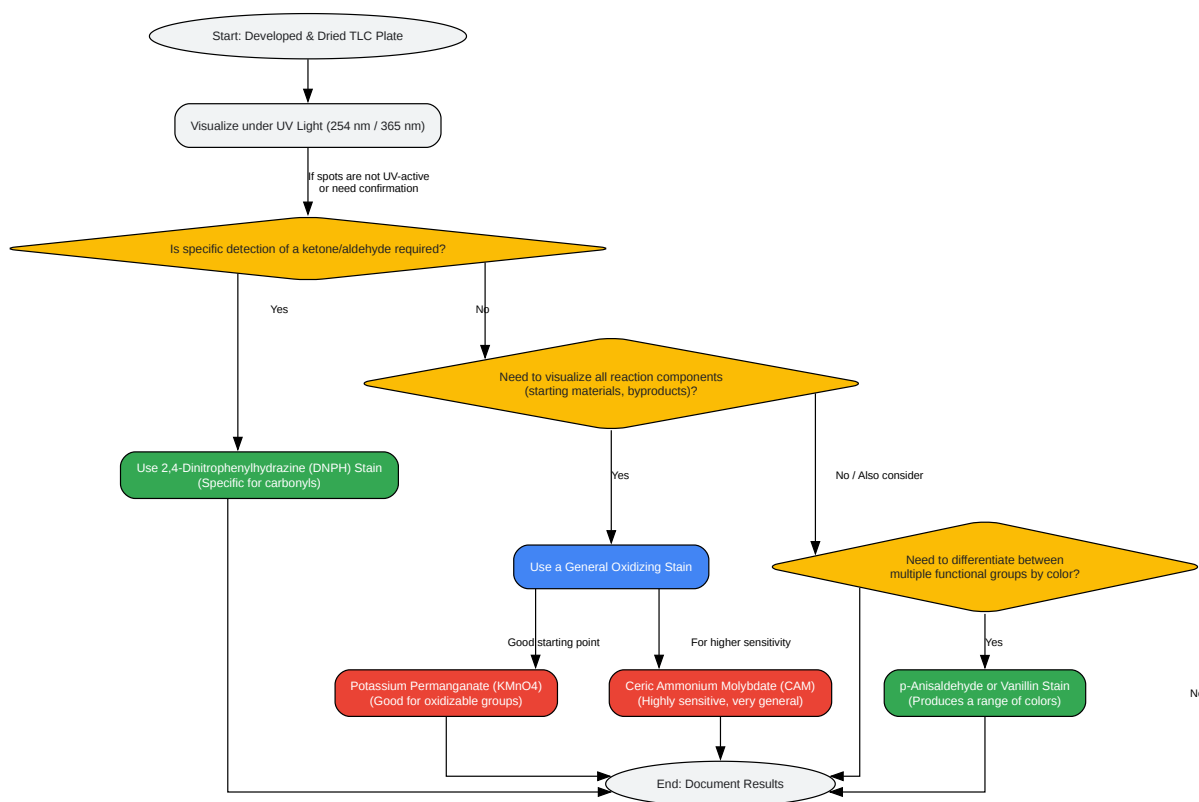 Start: Developed & Dried TLC Plate
Visualize under UV Light (254 nm / 365 nm)
If spots are not UV-active
or need confirmation
Is specific detection of a ketone/aldehyde required?
Yes
No
Need to visualize all reaction components
(starting materials, byproducts)?
Use 2,4-Dinitrophenylhydrazine (DNPH) Stain
(Specific for carbonyls)
Yes
No / Also consider
Use a General Oxidizing Stain
Need to differentiate between
multiple functional groups by color?
Good starting point
For higher sensitivity
Yes
Potassium Permanganate (KMnO4)
(Good for oxidizable groups)
Ceric Ammonium Molybdate (CAM)
(Highly sensitive, very general)
p-Anisaldehyde or Vanillin Stain
(Produces a range of colors)
End: Document Results